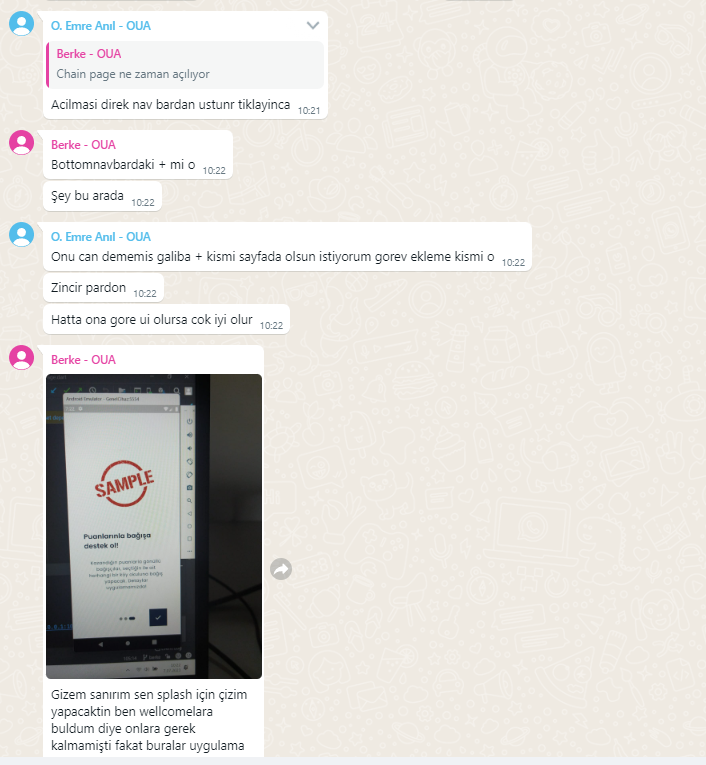 O. Emre Anıl - OUA
Berke - OUA
Chain page ne zaman açılıyor
Acilmasi direk nav bardan ustunr tiklayinca 10:21
Berke - OUA
Bottomnavbardaki + mi o 10:22
Şey bu arada 10:22
O. Emre Anıl - OUA
Onu can dememis galiba + kismi sayfada olsun istiyorum gorev ekleme kismi o 10:22
Zincir pardon 10:22
Hatta ona gore ui olursa cok iyi olur 10:22
Berke - OUA
SAMPLE
Puanlarınla bağışa
destek ol!
Gizem sanırım sen splash için çizim
yapacaktin ben wellcomelara
buldum diye onlara gerek
kalmamişti fakat buralar uygulama